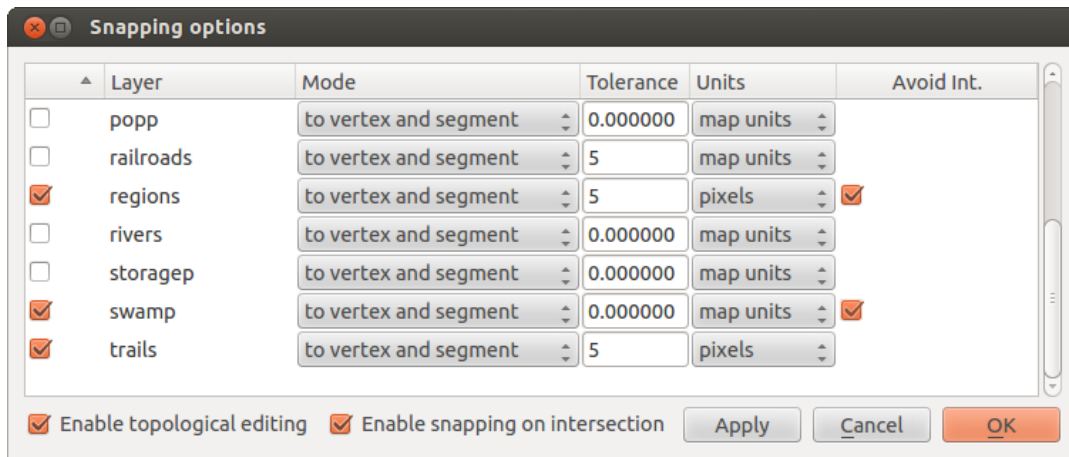 Snapping options
Layer Mode Tolerance Units Avoid Int.
popp to vertex and segment 0.000000 map units
railroads to vertex and segment 5 map units
regions to vertex and segment 5 pixels
rivers to vertex and segment 0.000000 map units
storagep to vertex and segment 0.000000 map units
swamp to vertex and segment 0.000000 map units
trails to vertex and segment 5 pixels
Enable topological editing Enable snapping on intersection Apply Cancel OK